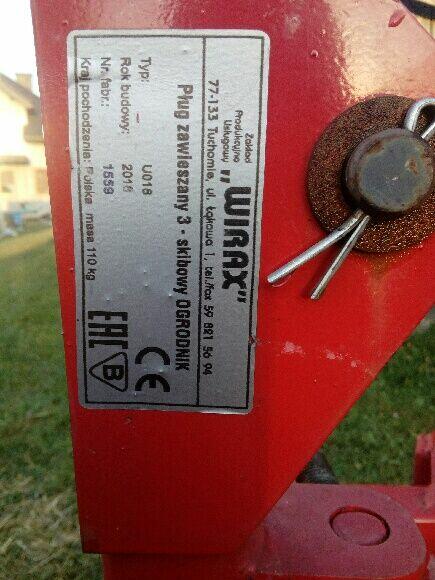 Zakład
Produkcyjno
Usługowy
"WIRAX"
77-133 Tuchomie, ul. Łąkowa 1, tel./fax 59 821 56 94
Pług zawieszany 3 - skibowy OGRODNIK
Typ: U018
Rok budowy: 2016
Nr. fabr.: 1559
Kraj pochodzenia: Polska masa 110 kg
CE
EAC
B